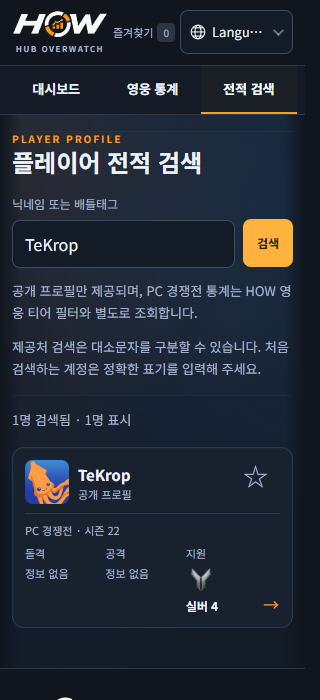 HOW
HUB OVERWATCH
즐겨찾기 0
Langu···
대시보드 영웅 통계 전적 검색
PLAYER PROFILE
플레이어 전적 검색
닉네임 또는 배틀태그
TeKrop 검색
공개 프로필만 제공되며, PC 경쟁전 통계는 HOW 영
웅 티어 필터와 별도로 조회합니다.
제공처 검색은 대소문자를 구분할 수 있습니다. 처음
검색하는 계정은 정확한 표기를 입력해 주세요.
1명 검색됨 · 1명 표시
TeKrop
공개 프로필
PC 경쟁전 · 시즌 22
돌격 공격 지원
정보 없음 정보 없음
실버 4 →